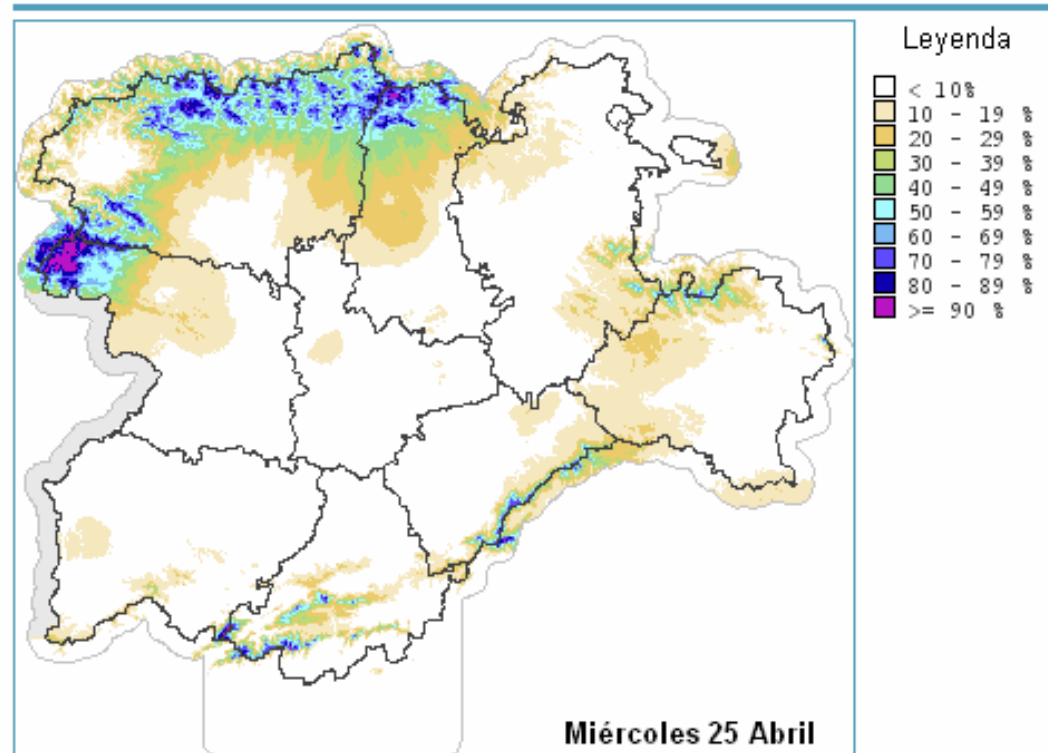 Leyenda
< 10%
10 - 19 %
20 - 29 %
30 - 39 %
40 - 49 %
50 - 59 %
60 - 69 %
70 - 79 %
80 - 89 %
>= 90 %
Miércoles 25 Abril